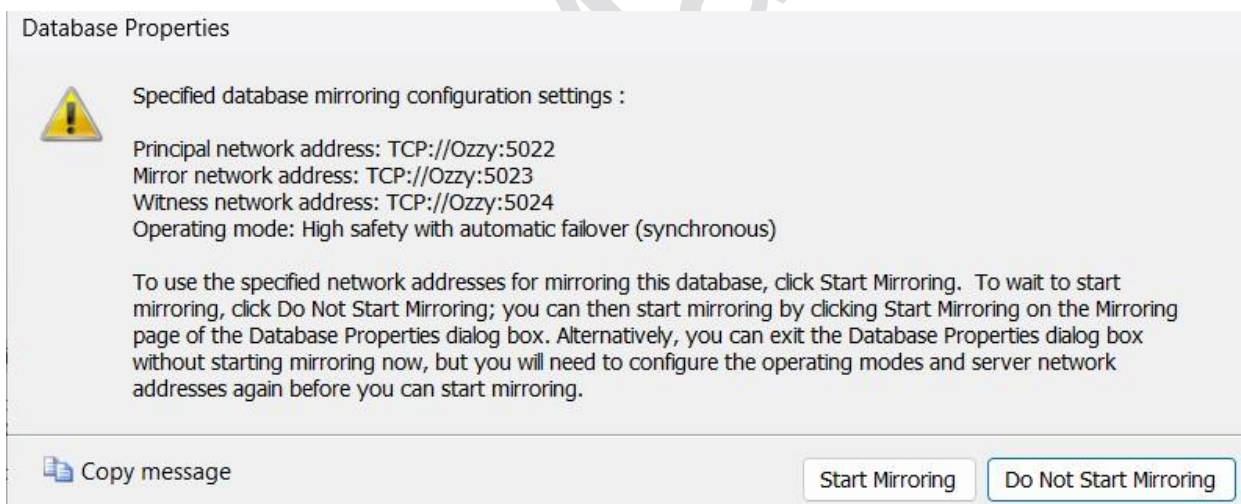 Database Properties
Specified database mirroring configuration settings :
Principal network address: TCP://Ozzy:5022
Mirror network address: TCP://Ozzy:5023
Witness network address: TCP://Ozzy:5024
Operating mode: High safety with automatic failover (synchronous)
To use the specified network addresses for mirroring this database, click Start Mirroring. To wait to start
mirroring, click Do Not Start Mirroring; you can then start mirroring by clicking Start Mirroring on the Mirroring
page of the Database Properties dialog box. Alternatively, you can exit the Database Properties dialog box
without starting mirroring now, but you will need to configure the operating modes and server network
addresses again before you can start mirroring.
Copy message
Start Mirroring
Do Not Start Mirroring